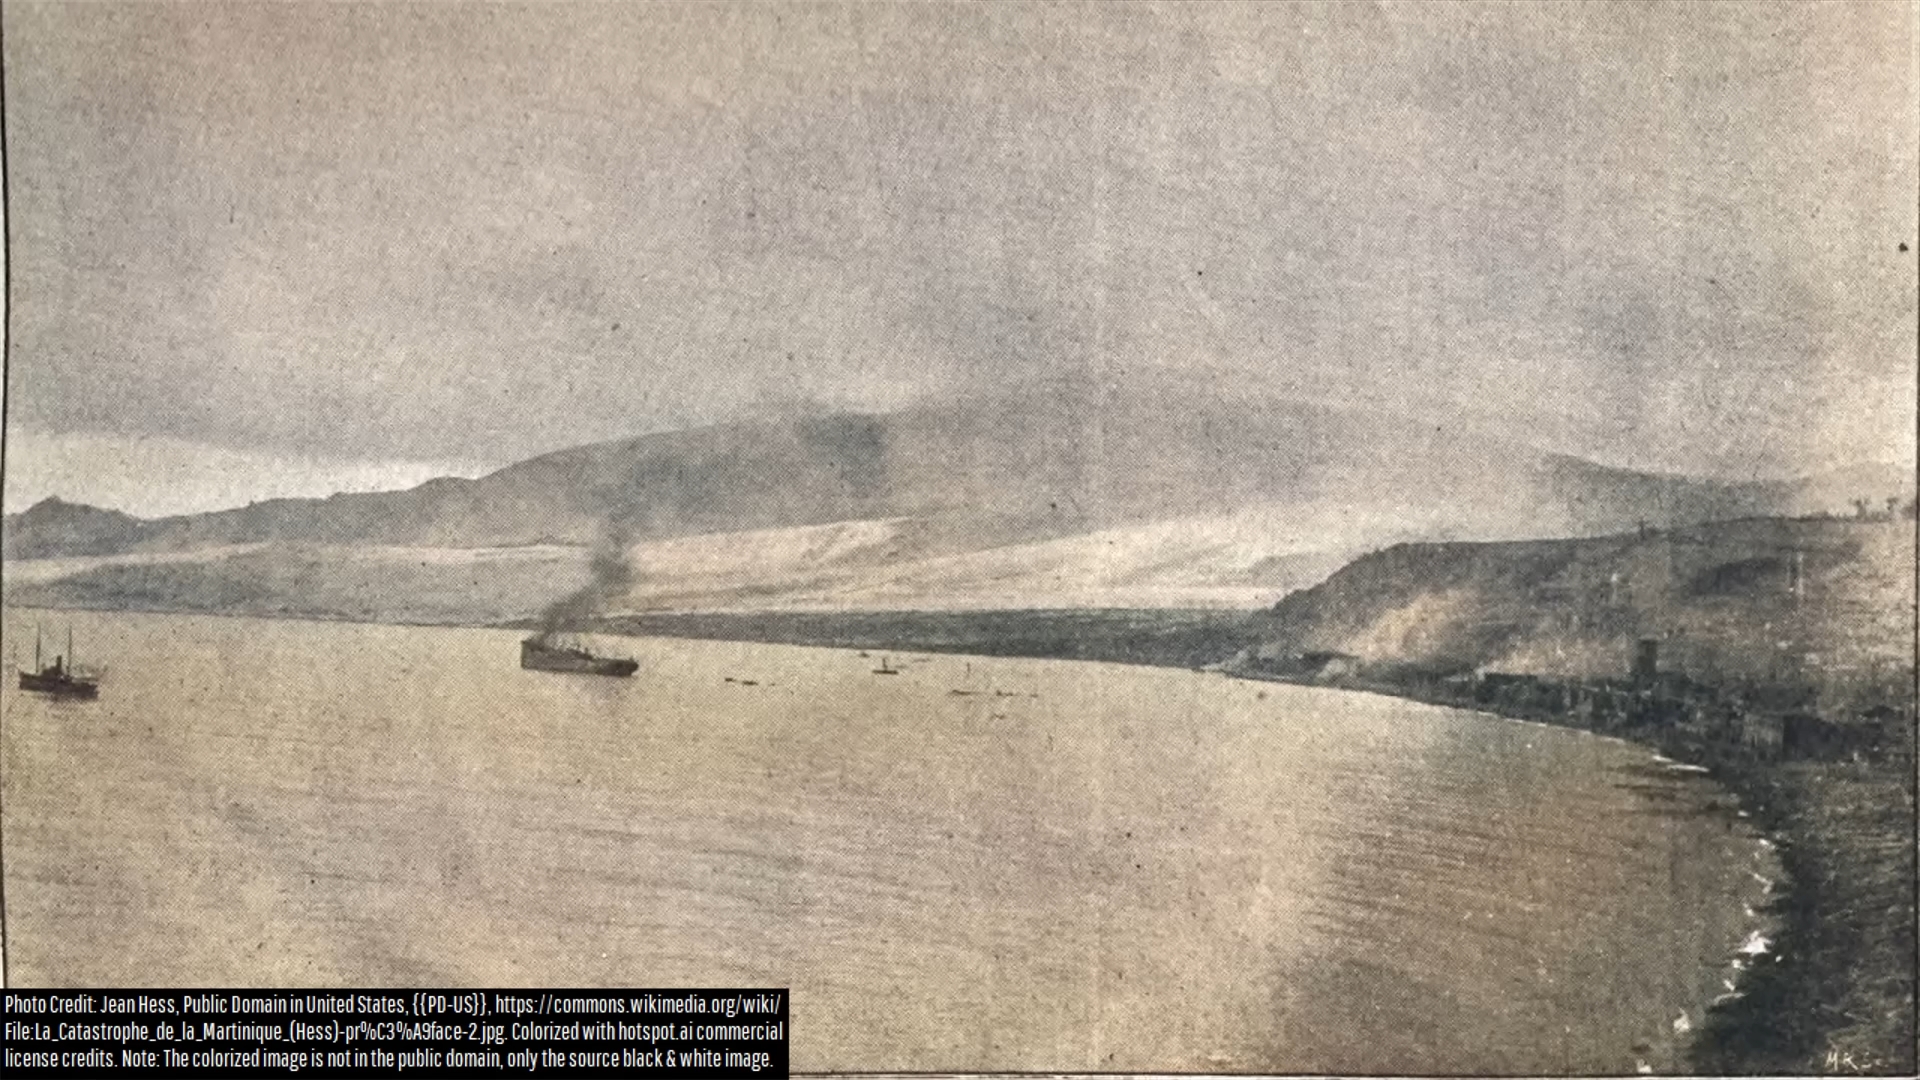 Photo Credit: Jean Hess, Public Domain in United States, {{PD-US}}, https://commons.wikimedia.org/wiki/
File:La_Catastrophe_de_la_Martinique_(Hess)-pr%C3%A9face-2.jpg. Colorized with hotspot.ai commercial
license credits. Note: The colorized image is not in the public domain, only the source black & white image.